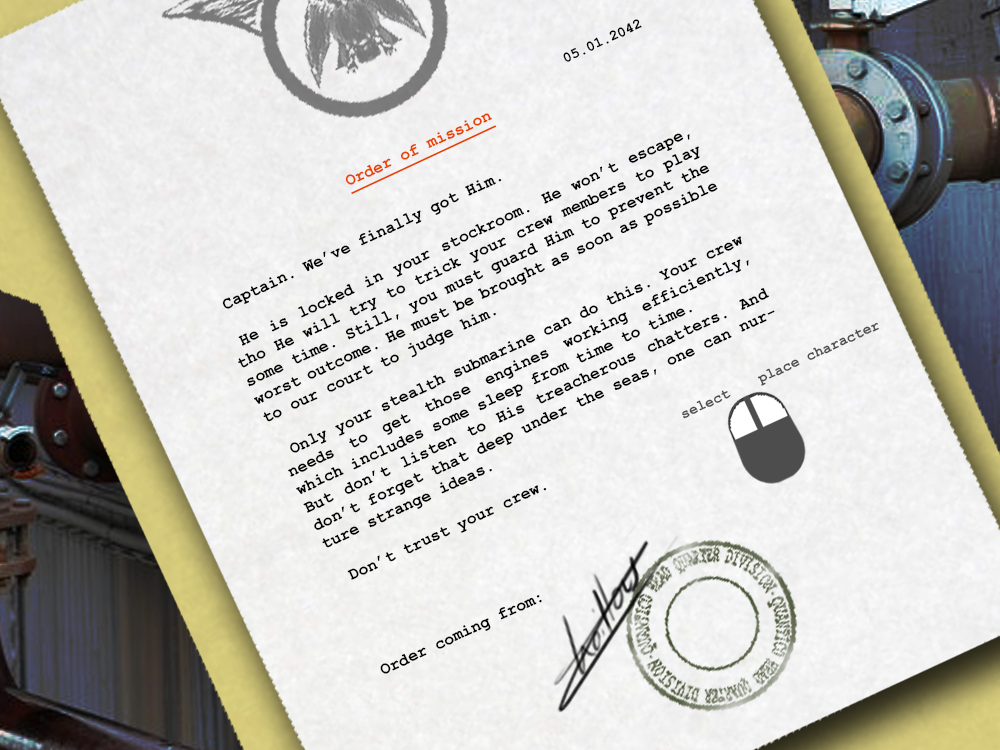 05.01.2042
Order of mission
Captain. We've finally got Him.
He is locked in your stockroom. He won't escape,
tho He will try to trick your crew members to play
some time. Still, you must guard Him to prevent the
worst outcome. He must be brought as soon as possible
to our court to judge him.
Only your stealth submarine can do this. Your crew
needs to get those engines working efficiently,
which includes some sleep from time to time.
But don't listen to His treacherous chatters. And
don't forget that deep under the seas, one can nur-
ture strange ideas.
Don't trust your crew.
select
place character
Order coming from:
QUANTICO HEAD QUARTER DIVISION-QUANTICO HEAD QUARTER DIVISION-